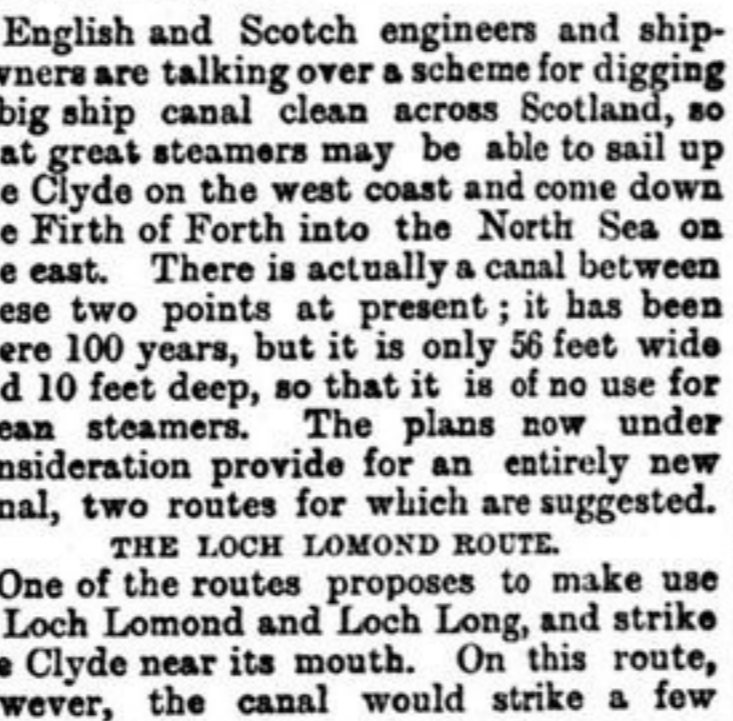 English and Scotch engineers and ship-
wners are talking over a scheme for digging
big ship canal clean across Scotland, so
at great steamers may be able to sail up
e Clyde on the west coast and come down
e Firth of Forth into the North Sea on
e east. There is actually a canal between
ese two points at present ; it has been
ere 100 years, but it is only 56 feet wide
d 10 feet deep, so that it is of no use for
ean steamers. The plans now under
nsideration provide for an entirely new
nal, two routes for which are suggested.
THE LOCH LOMOND ROUTE.
One of the routes proposes to make use
Loch Lomond and Loch Long, and strike
e Clyde near its mouth. On this route,
wever, the canal would strike a few